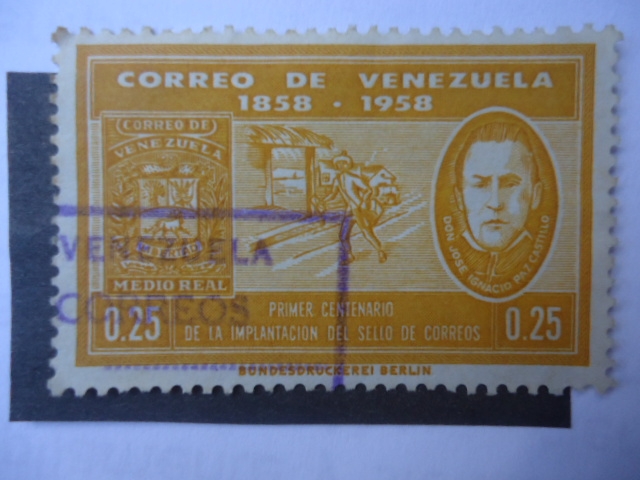 CORREO DE VENEZUELA
1858 · 1958
CORREO DE
VENEZUELA
MEDIO REAL
DON JOSE IGNACIO PAZ CASTILLO
VENEZUELA
CORREOS
0.25
PRIMER CENTENARIO
DE LA IMPLANTACION DEL SELLO DE CORREOS
0.25
BUNDESDRUCKEREI BERLIN